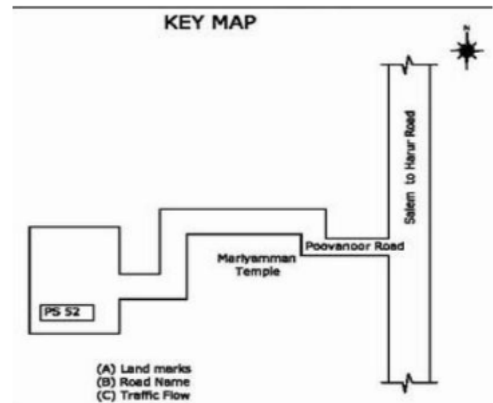 KEY MAP
N
Salem to Harur Road
Poovanoor Road
Mariyamman
Temple
PS 52
(A) Land marks
(B) Road Name
(C) Traffic Flow